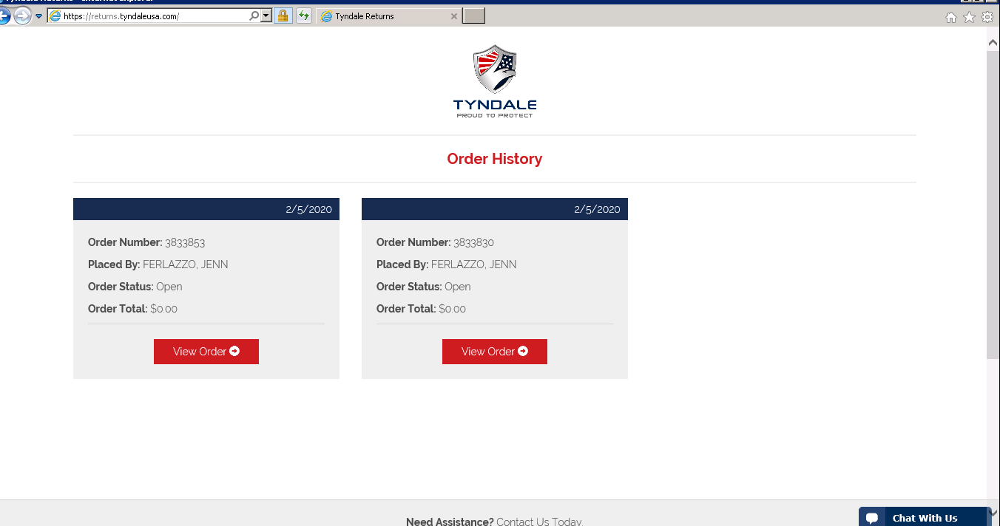 https://returns.tyndaleusa.com/
Tyndale Returns
TYNDALE
PROUD TO PROTECT
Order History
2/5/2020
Order Number: 3833853
Placed By: FERLAZZO, JENN
Order Status: Open
Order Total: $0.00
View Order
2/5/2020
Order Number: 3833830
Placed By: FERLAZZO, JENN
Order Status: Open
Order Total: $0.00
View Order
Need Assistance? Contact Us Today.
Chat With Us